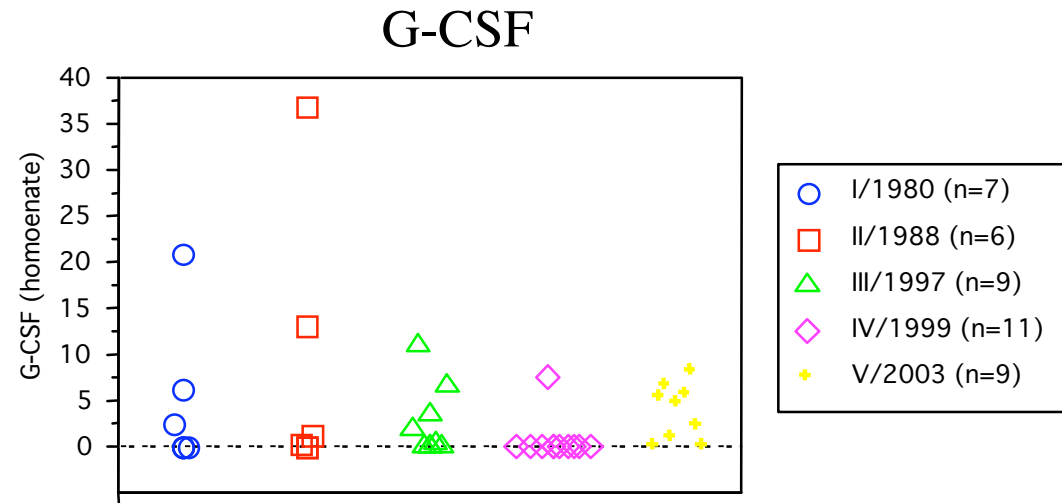 G-CSF
G-CSF (homoenate)
40
35
30
25
20
15
10
5
0
I/1980 (n=7)
II/1988 (n=6)
III/1997 (n=9)
IV/1999 (n=11)
V/2003 (n=9)